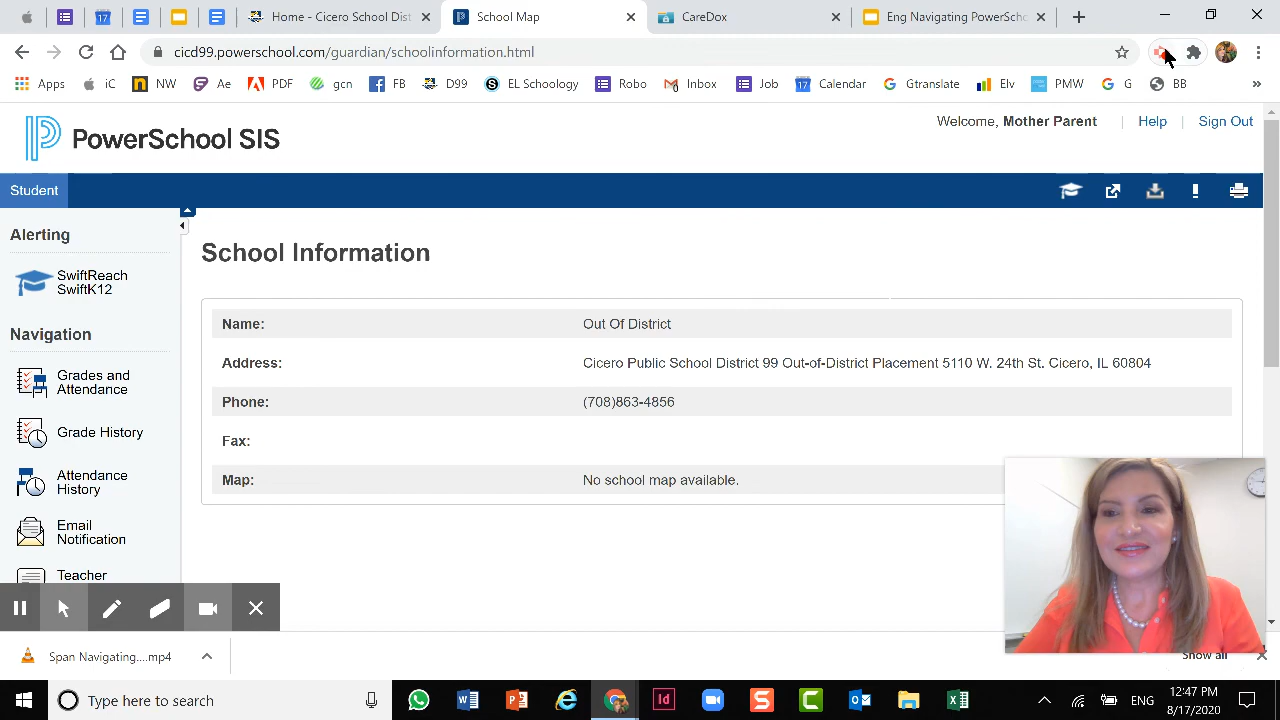 Home - Cicero School Dist
School Map
CareDox
Eng Navigating PowerScho
cicd99.powerschool.com/guardian/schoolinformation.html
Apps
iC
NW
Ae
PDF
gcn
FB
D99
EL Schoology
Robo
Inbox
Job
Calendar
Gtranslate
Elv
PMW
G
BB
PowerSchool SIS
Welcome, Mother Parent
Help
Sign Out
Student
Alerting
SwiftReach
SwiftK12
Navigation
Grades and
Attendance
Grade History
Attendance
History
Email
Notification
Teacher
School Information
Name: Out Of District
Address: Cicero Public School District 99 Out-of-District Placement 5110 W. 24th St. Cicero, IL 60804
Phone: (708)863-4856
Fax:
Map: No school map available.
Span Navigating....mp4
Show all
Type here to search
ENG
12:47 PM
8/17/2020